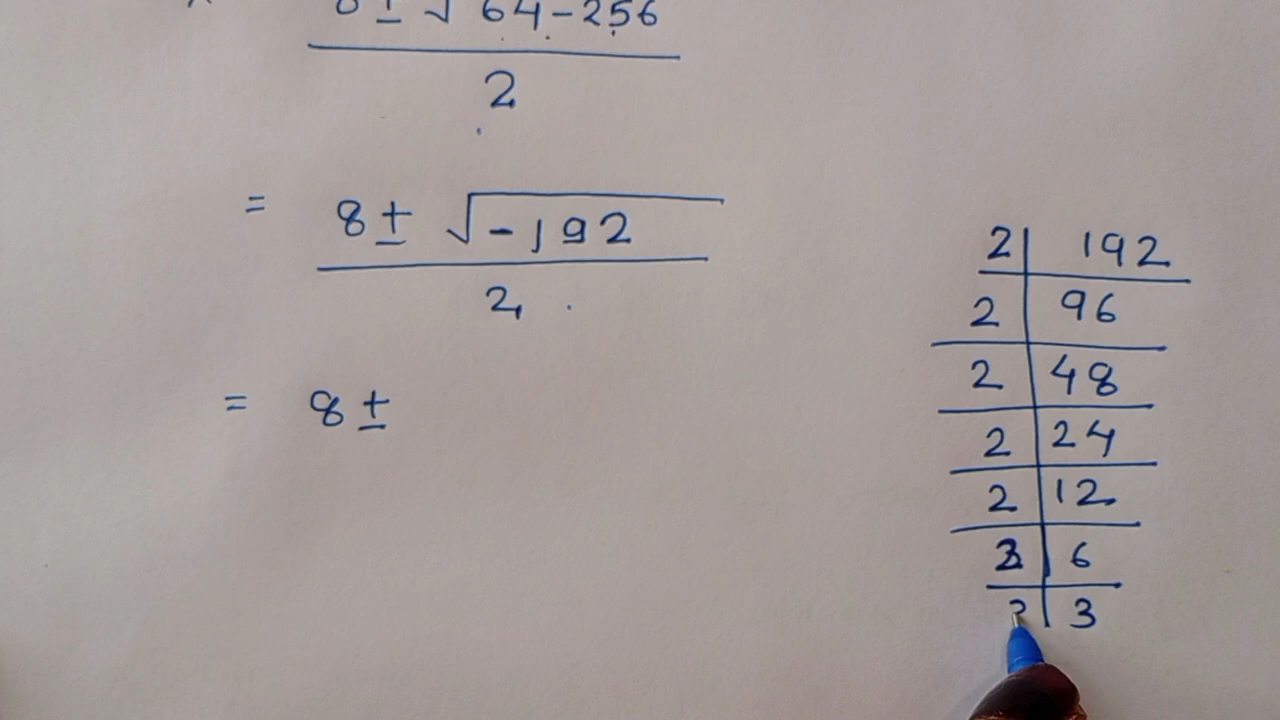 8 ± √64-256
2
= 8 ± √-192
2
= 8 ±
2 | 192
2 | 96
2 | 48
2 | 24
2 | 12
2 | 6
3 | 3